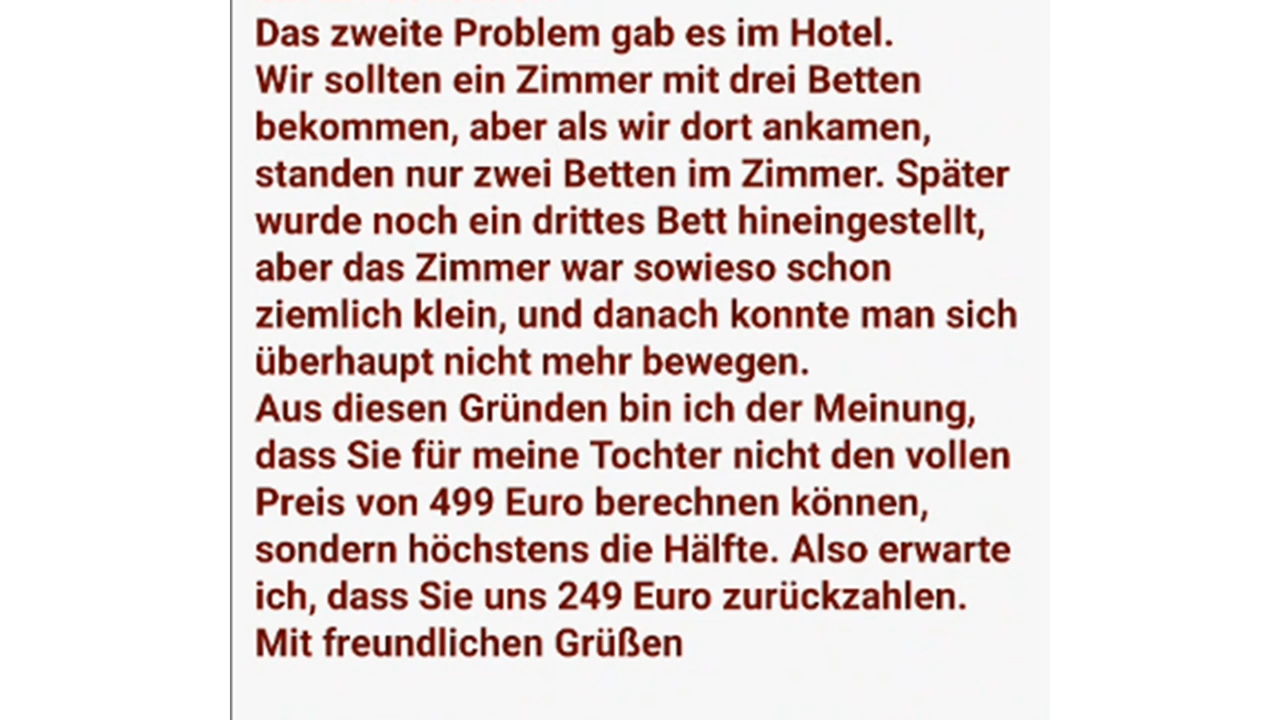 Das zweite Problem gab es im Hotel.
Wir sollten ein Zimmer mit drei Betten
bekommen, aber als wir dort ankamen,
standen nur zwei Betten im Zimmer. Später
wurde noch ein drittes Bett hineingestellt,
aber das Zimmer war sowieso schon
ziemlich klein, und danach konnte man sich
überhaupt nicht mehr bewegen.
Aus diesen Gründen bin ich der Meinung,
dass Sie für meine Tochter nicht den vollen
Preis von 499 Euro berechnen können,
sondern höchstens die Hälfte. Also erwarte
ich, dass Sie uns 249 Euro zurückzahlen.
Mit freundlichen Grüßen